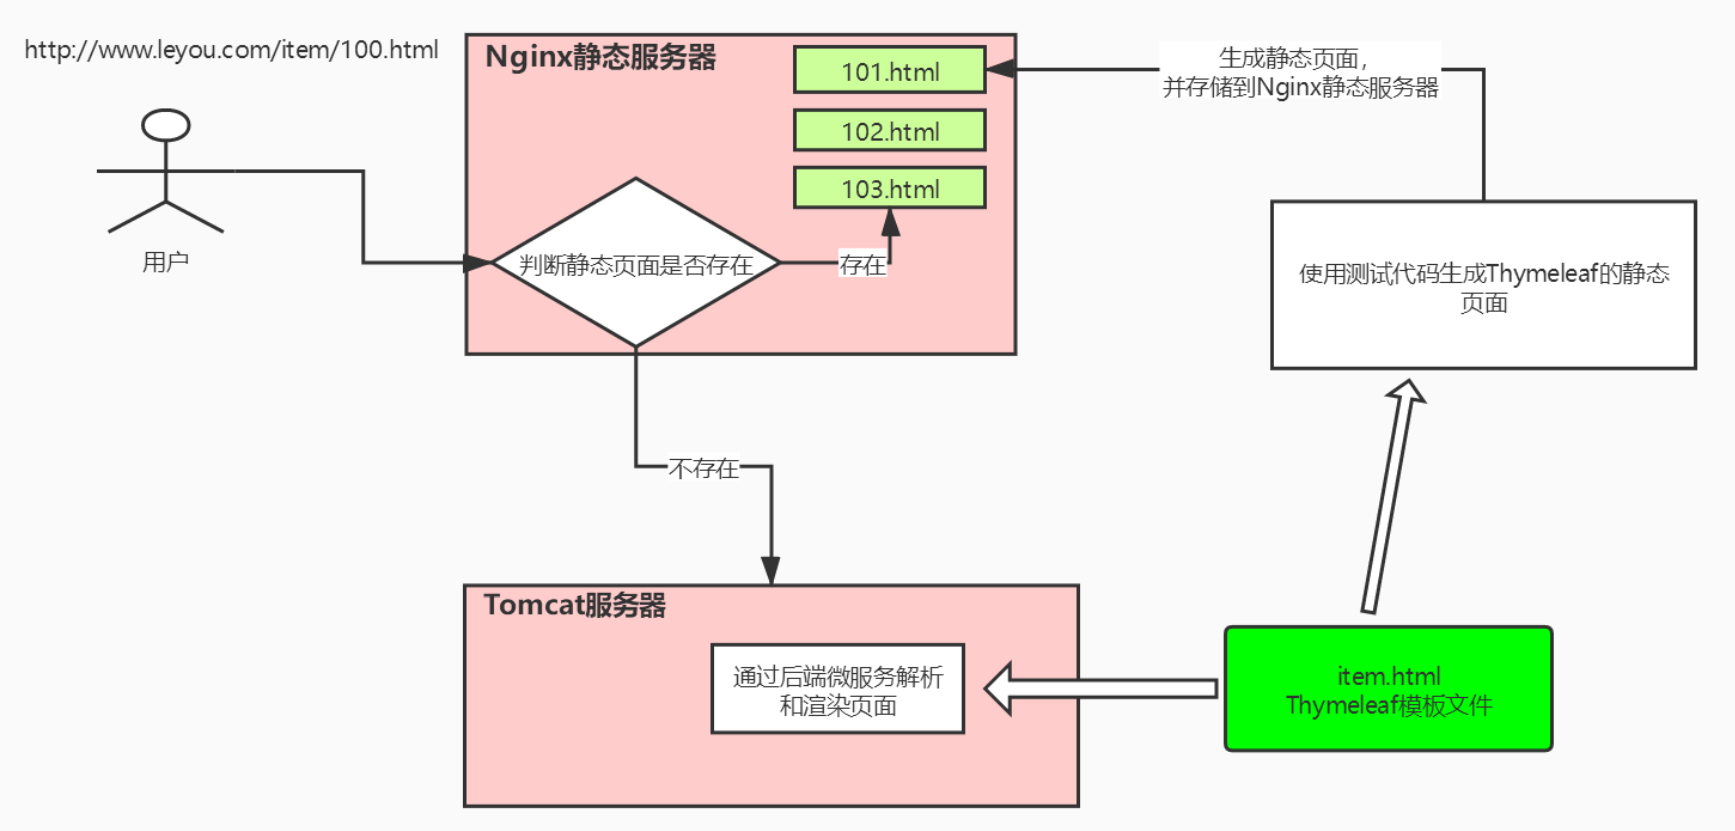 http://www.leyou.com/item/100.html
Nginx静态服务器
101.html
102.html
103.html
生成静态页面，
并存储到Nginx静态服务器
用户
判断静态页面是否存在
存在
使用测试代码生成Thymeleaf的静态
页面
不存在
Tomcat服务器
通过后端微服务解析
和渲染页面
item.html
Thymeleaf模板文件